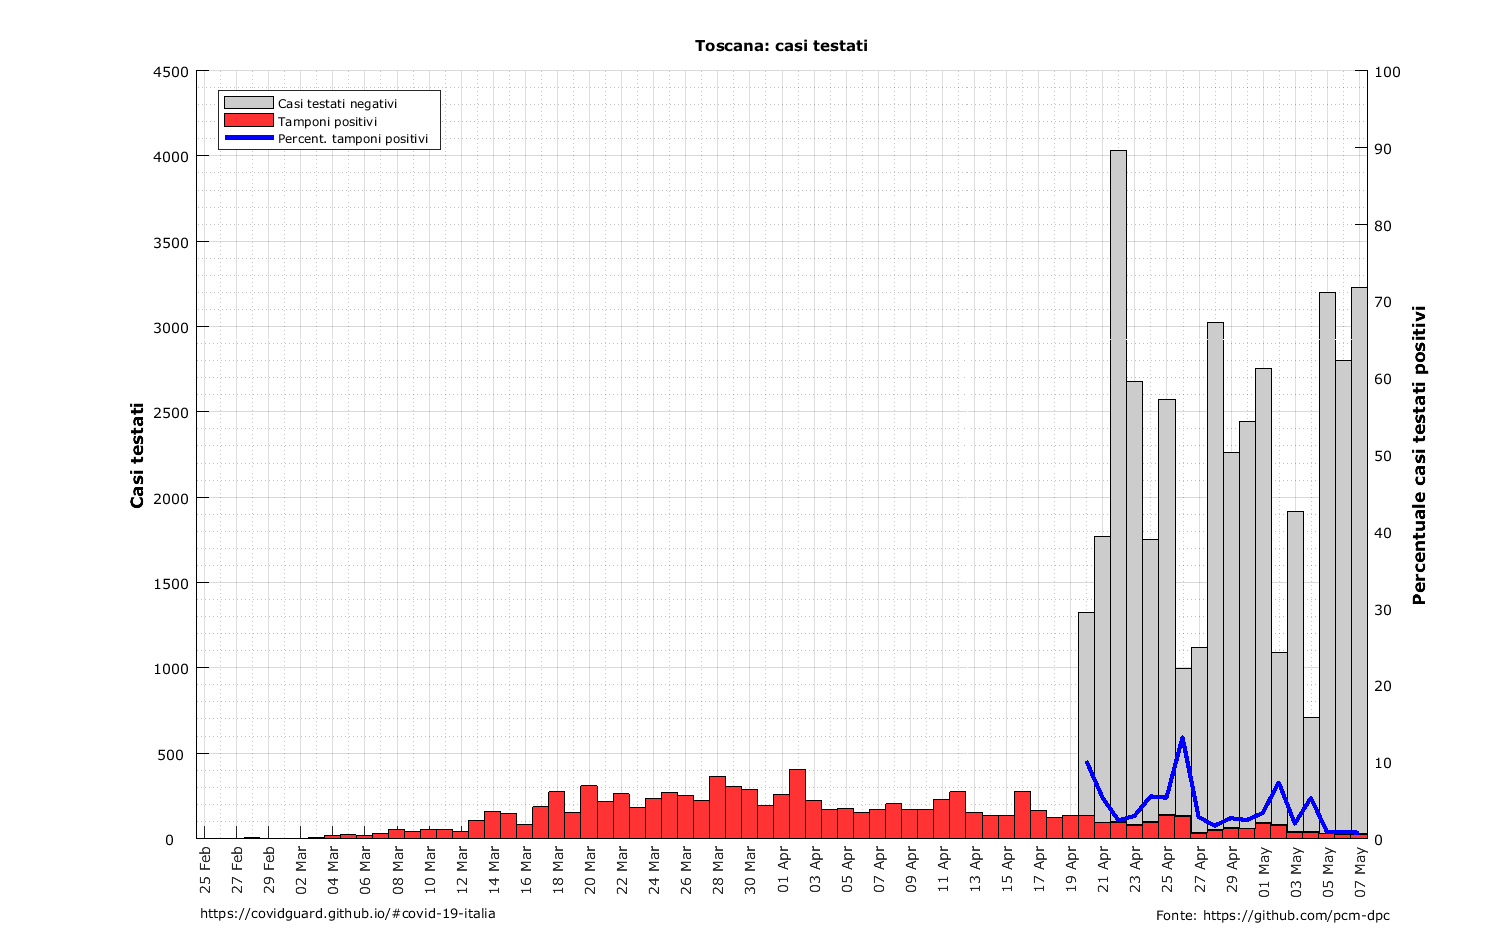 Toscana: casi testati
Casi testati negativi
Tamponi positivi
Percent. tamponi positivi
Casi testati
4500
4000
3500
3000
2500
2000
1500
1000
500
0
100
90
80
70
60
50
40
30
20
10
0
Percentuale casi testati positivi
25 Feb
27 Feb
29 Feb
02 Mar
04 Mar
06 Mar
08 Mar
10 Mar
12 Mar
14 Mar
16 Mar
18 Mar
20 Mar
22 Mar
24 Mar
26 Mar
28 Mar
30 Mar
01 Apr
03 Apr
05 Apr
07 Apr
09 Apr
11 Apr
13 Apr
15 Apr
17 Apr
19 Apr
21 Apr
23 Apr
25 Apr
27 Apr
29 Apr
01 May
03 May
05 May
07 May
https://covidguard.github.io/#covid-19-italia
Fonte: https://github.com/pcm-dpc